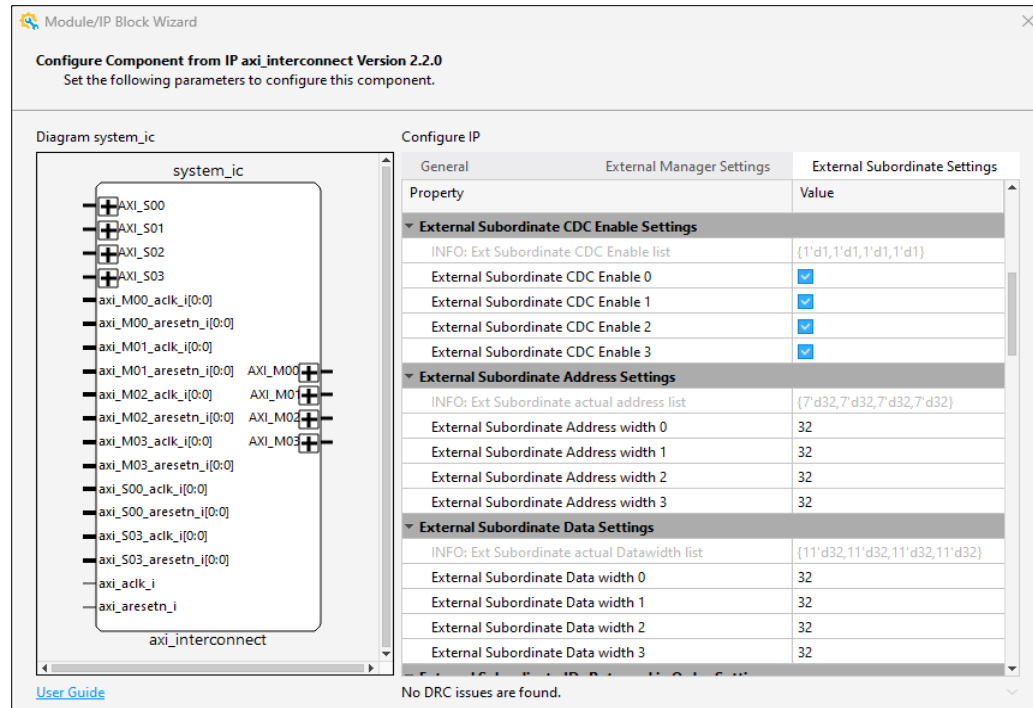 Module/IP Block Wizard
Configure Component from IP axi_interconnect Version 2.2.0
Set the following parameters to configure this component.
Diagram system_ic
system_ic
AXI_S00
AXI_S01
AXI_S02
AXI_S03
axi_M00_aclk_i[0:0]
axi_M00_aresetn_i[0:0]
axi_M01_aclk_i[0:0]
axi_M01_aresetn_i[0:0] AXI_M00
axi_M02_aclk_i[0:0] AXI_M01
axi_M02_aresetn_i[0:0] AXI_M02
axi_M03_aclk_i[0:0] AXI_M03
axi_M03_aresetn_i[0:0]
axi_S00_aclk_i[0:0]
axi_S00_aresetn_i[0:0]
axi_S03_aclk_i[0:0]
axi_S03_aresetn_i[0:0]
axi_aclk_i
axi_aresetn_i
axi_interconnect
User Guide
Configure IP
General External Manager Settings External Subordinate Settings
Property Value
External Subordinate CDC Enable Settings
INFO: Ext Subordinate CDC Enable list {1'd1,1'd1,1'd1,1'd1}
External Subordinate CDC Enable 0
External Subordinate CDC Enable 1
External Subordinate CDC Enable 2
External Subordinate CDC Enable 3
External Subordinate Address Settings
INFO: Ext Subordinate actual address list {7'd32,7'd32,7'd32,7'd32}
External Subordinate Address width 0 32
External Subordinate Address width 1 32
External Subordinate Address width 2 32
External Subordinate Address width 3 32
External Subordinate Data Settings
INFO: Ext Subordinate actual Datawidth list {11'd32,11'd32,11'd32,11'd32}
External Subordinate Data width 0 32
External Subordinate Data width 1 32
External Subordinate Data width 2 32
External Subordinate Data width 3 32
No DRC issues are found.